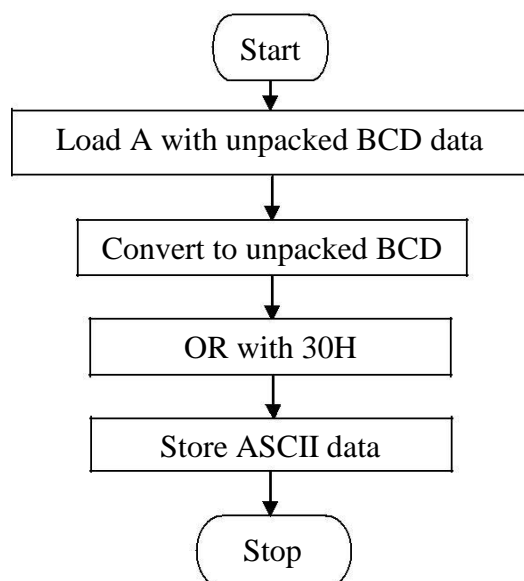 Start
Load A with unpacked BCD data
Convert to unpacked BCD
OR with 30H
Store ASCII data
Stop